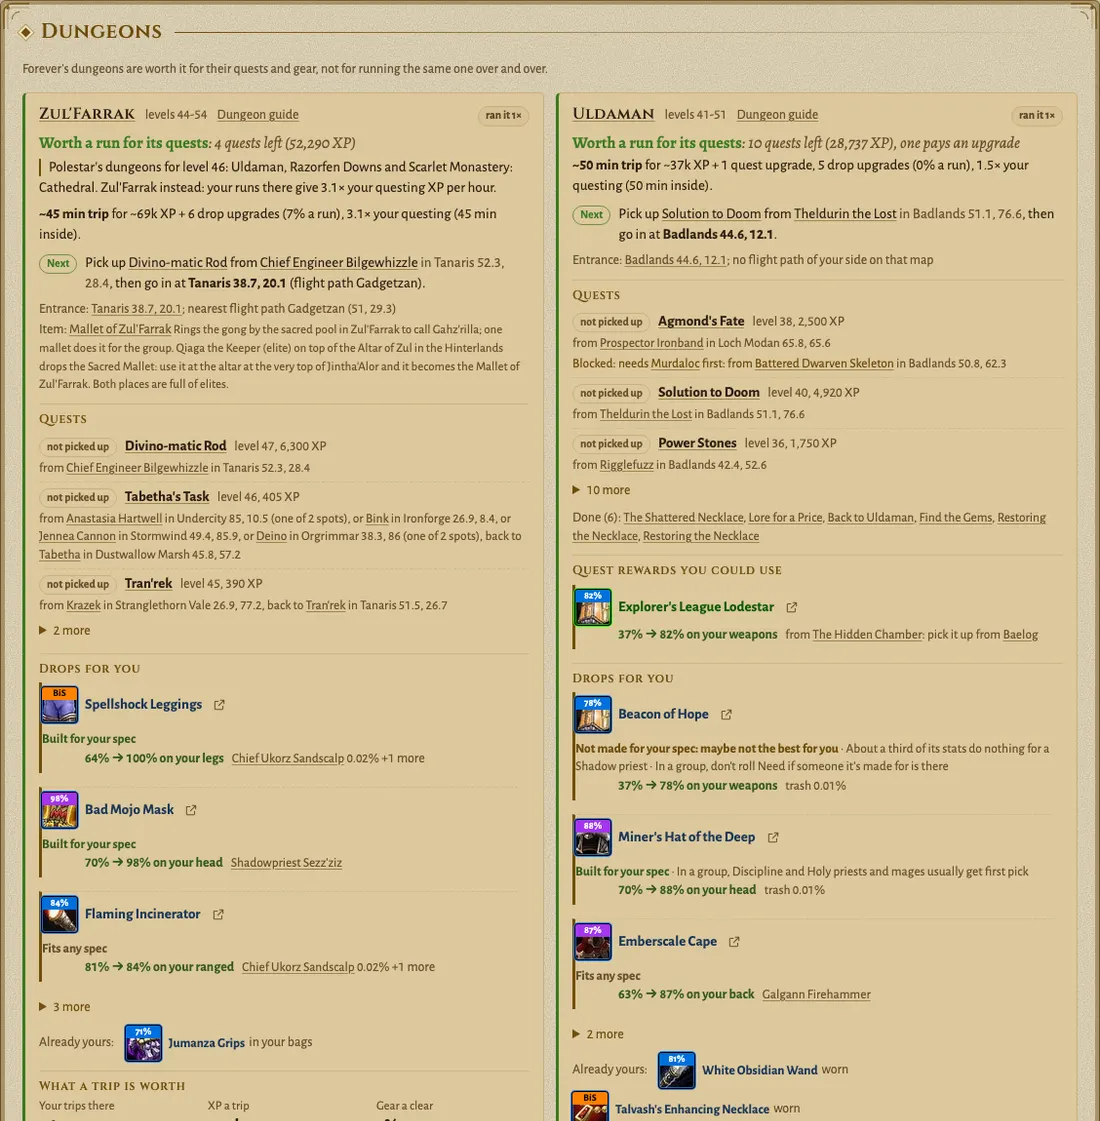 Dungeons
Forever's dungeons are worth it for their quests and gear, not for running the same one over and over.
Zul'Farrak levels 44-54 Dungeon guide ran it 1×
Worth a run for its quests: 4 quests left (52,290 XP)
Polestar's dungeons for level 46: Uldaman, Razorfen Downs and Scarlet Monastery:
Cathedral. Zul'Farrak instead: your runs there give 3.1× your questing XP per hour.
~45 min trip for ~69k XP + 6 drop upgrades (7% a run), 3.1× your questing (45 min
inside).
Next Pick up Divino-matic Rod from Chief Engineer Bilgewhizzle in Tanaris 52.3,
28.4, then go in at Tanaris 38.7, 20.1 (flight path Gadgetzan).
Entrance: Tanaris 38.7, 20.1; nearest flight path Gadgetzan (51, 29.3)
Item: Mallet of Zul'Farrak Rings the gong by the sacred pool in Zul'Farrak to call Gahz'rilla; one
mallet does it for the group. Qiaga the Keeper (elite) on top of the Altar of Zul in the Hinterlands
drops the Sacred Mallet: use it at the altar at the very top of Jintha'Alor and it becomes the Mallet of
Zul'Farrak. Both places are full of elites.
Quests
not picked up Divino-matic Rod level 47, 6,300 XP
from Chief Engineer Bilgewhizzle in Tanaris 52.3, 28.4
not picked up Tabetha's Task level 46, 405 XP
from Anastasia Hartwell in Undercity 85, 10.5 (one of 2 spots), or Bink in Ironforge 26.9, 8.4, or
Jennea Cannon in Stormwind 49.4, 85.9, or Deino in Orgrimmar 38.3, 86 (one of 2 spots), back to
Tabetha in Dustwallow Marsh 45.8, 57.2
not picked up Tran'rek level 45, 390 XP
from Krazek in Stranglethorn Vale 26.9, 77.2, back to Tran'rek in Tanaris 51.5, 26.7
2 more
Drops for you
BiS Spellshock Leggings
Built for your spec
64% → 100% on your legs Chief Ukorz Sandscalp 0.02% +1 more
98% Bad Mojo Mask
Built for your spec
70% → 98% on your head Shadowpriest Sezz'ziz
84% Flaming Incinerator
Fits any spec
81% → 84% on your ranged Chief Ukorz Sandscalp 0.02% +1 more
3 more
Already yours: 71% Jumanza Grips in your bags
What a trip is worth
Your trips there XP a trip Gear a clear
Uldaman levels 41-51 Dungeon guide ran it 1×
Worth a run for its quests: 10 quests left (28,737 XP), one pays an upgrade
~50 min trip for ~37k XP + 1 quest upgrade, 5 drop upgrades (0% a run), 1.5× your
questing (50 min inside).
Next Pick up Solution to Doom from Theldurin the Lost in Badlands 51.1, 76.6, then
go in at Badlands 44.6, 12.1.
Entrance: Badlands 44.6, 12.1; no flight path of your side on that map
Quests
not picked up Agmond's Fate level 38, 2,500 XP
from Prospector Ironband in Loch Modan 65.8, 65.6
Blocked: needs Murdaloc first: from Battered Dwarven Skeleton in Badlands 50.8, 62.3
not picked up Solution to Doom level 40, 4,920 XP
from Theldurin the Lost in Badlands 51.1, 76.6
not picked up Power Stones level 36, 1,750 XP
from Rigglefuzz in Badlands 42.4, 52.6
10 more
Done (6): The Shattered Necklace, Lore for a Price, Back to Uldaman, Find the Gems, Restoring
the Necklace, Restoring the Necklace
Quest rewards you could use
82% Explorer's League Lodestar
37% → 82% on your weapons from The Hidden Chamber: pick it up from Baelog
Drops for you
78% Beacon of Hope
Not made for your spec: maybe not the best for you · About a third of its stats do nothing for a
Shadow priest · In a group, don't roll Need if someone it's made for is there
37% → 78% on your weapons trash 0.01%
88% Miner's Hat of the Deep
Built for your spec · In a group, Discipline and Holy priests and mages usually get first pick
70% → 88% on your head trash 0.01%
87% Emberscale Cape
Fits any spec
63% → 87% on your back Galgann Firehammer
2 more
Already yours: 81% White Obsidian Wand worn
BiS Talvash's Enhancing Necklace worn